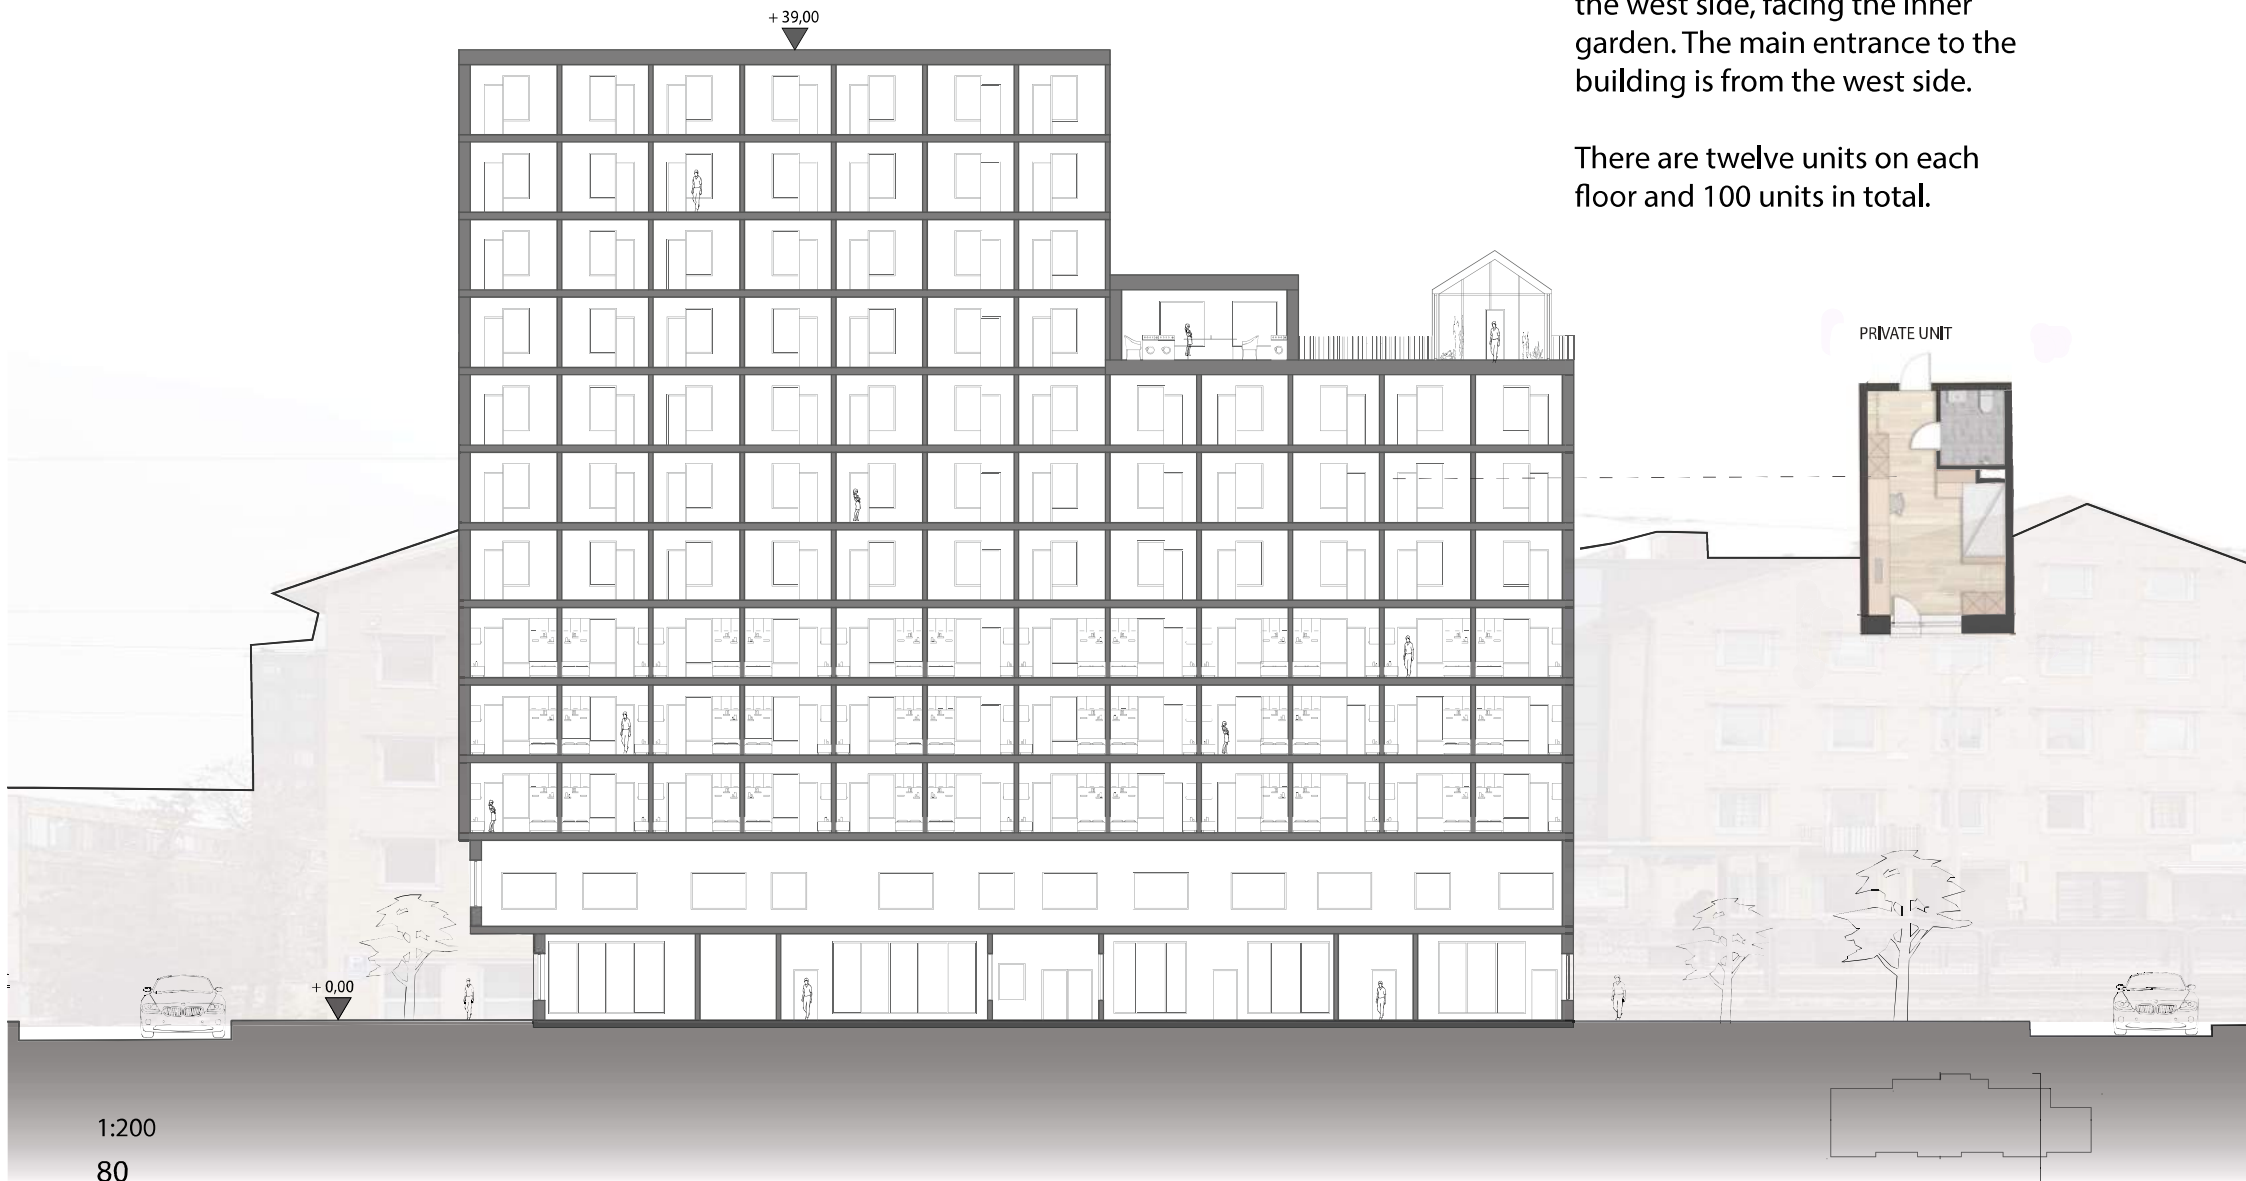 + 39,00
the west side, facing the inner
garden. The main entrance to the
building is from the west side.
There are twelve units on each
floor and 100 units in total.
PRIVATE UNIT
+ 0,00
1:200
80